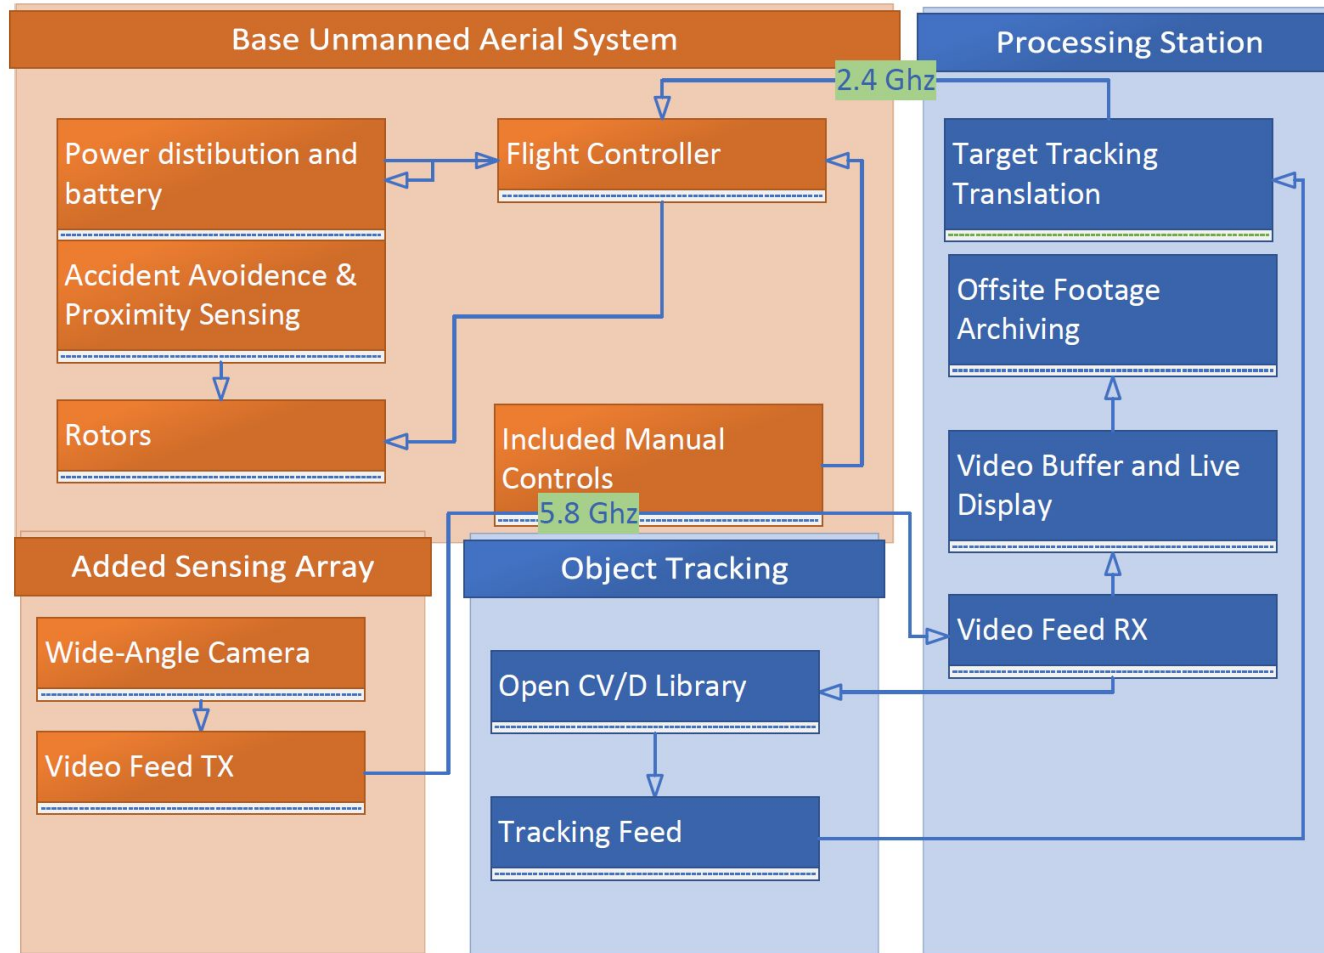 Base Unmanned Aerial System
Processing Station
2.4 Ghz
Power distibution and
battery
Flight Controller
Target Tracking
Translation
Accident Avoidence &
Proximity Sensing
Offsite Footage
Archiving
Rotors
Included Manual
Controls
Video Buffer and Live
Display
5.8 Ghz
Added Sensing Array
Object Tracking
Wide-Angle Camera
Video Feed RX
Open CV/D Library
Video Feed TX
Tracking Feed